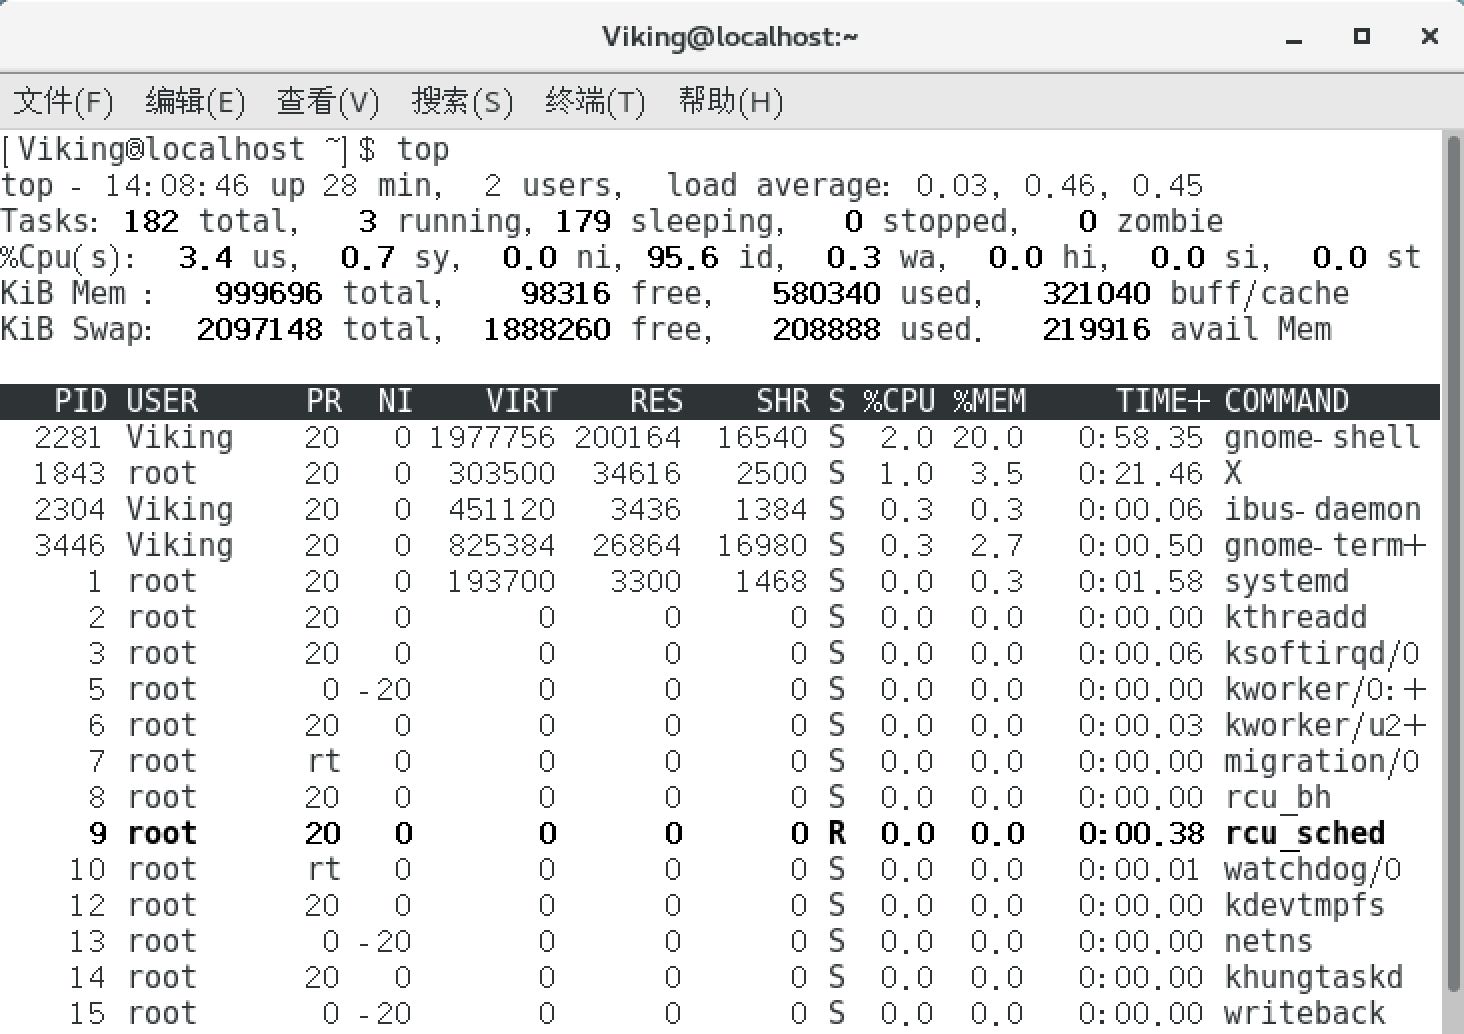 Viking@localhost:~
文件(F) 编辑(E) 查看(V) 搜索(S) 终端(T) 帮助(H)
[Viking@localhost ~]$ top
top - 14:08:46 up 28 min,  2 users,  load average: 0.03, 0.46, 0.45
Tasks: 182 total,   3 running, 179 sleeping,   0 stopped,   0 zombie
%Cpu(s):  3.4 us,  0.7 sy,  0.0 ni, 95.6 id,  0.3 wa,  0.0 hi,  0.0 si,  0.0 st
KiB Mem :   999696 total,    98316 free,   580340 used,   321040 buff/cache
KiB Swap:  2097148 total,  1888260 free,   208888 used.   219916 avail Mem
PID USER      PR  NI    VIRT    RES    SHR S %CPU %MEM     TIME+ COMMAND
2281 Viking    20   0 1977756 200164  16540 S  2.0 20.0   0:58.35 gnome-shell
1843 root      20   0  303500  34616   2500 S  1.0  3.5   0:21.46 X
2304 Viking    20   0  451120   3436   1384 S  0.3  0.3   0:00.06 ibus-daemon
3446 Viking    20   0  825384  26864  16980 S  0.3  2.7   0:00.50 gnome-term+
1 root      20   0  193700   3300   1468 S  0.0  0.3   0:01.58 systemd
2 root      20   0       0      0      0 S  0.0  0.0   0:00.00 kthreadd
3 root      20   0       0      0      0 S  0.0  0.0   0:00.06 ksoftirqd/0
5 root       0 -20       0      0      0 S  0.0  0.0   0:00.00 kworker/0:+
6 root      20   0       0      0      0 S  0.0  0.0   0:00.03 kworker/u2+
7 root      rt   0       0      0      0 S  0.0  0.0   0:00.00 migration/0
8 root      20   0       0      0      0 S  0.0  0.0   0:00.00 rcu_bh
9 root      20   0       0      0      0 R  0.0  0.0   0:00.38 rcu_sched
10 root      rt   0       0      0      0 S  0.0  0.0   0:00.01 watchdog/0
12 root      20   0       0      0      0 S  0.0  0.0   0:00.00 kdevtmpfs
13 root       0 -20       0      0      0 S  0.0  0.0   0:00.00 netns
14 root      20   0       0      0      0 S  0.0  0.0   0:00.00 khungtaskd
15 root       0 -20       0      0      0 S  0.0  0.0   0:00.00 writeback